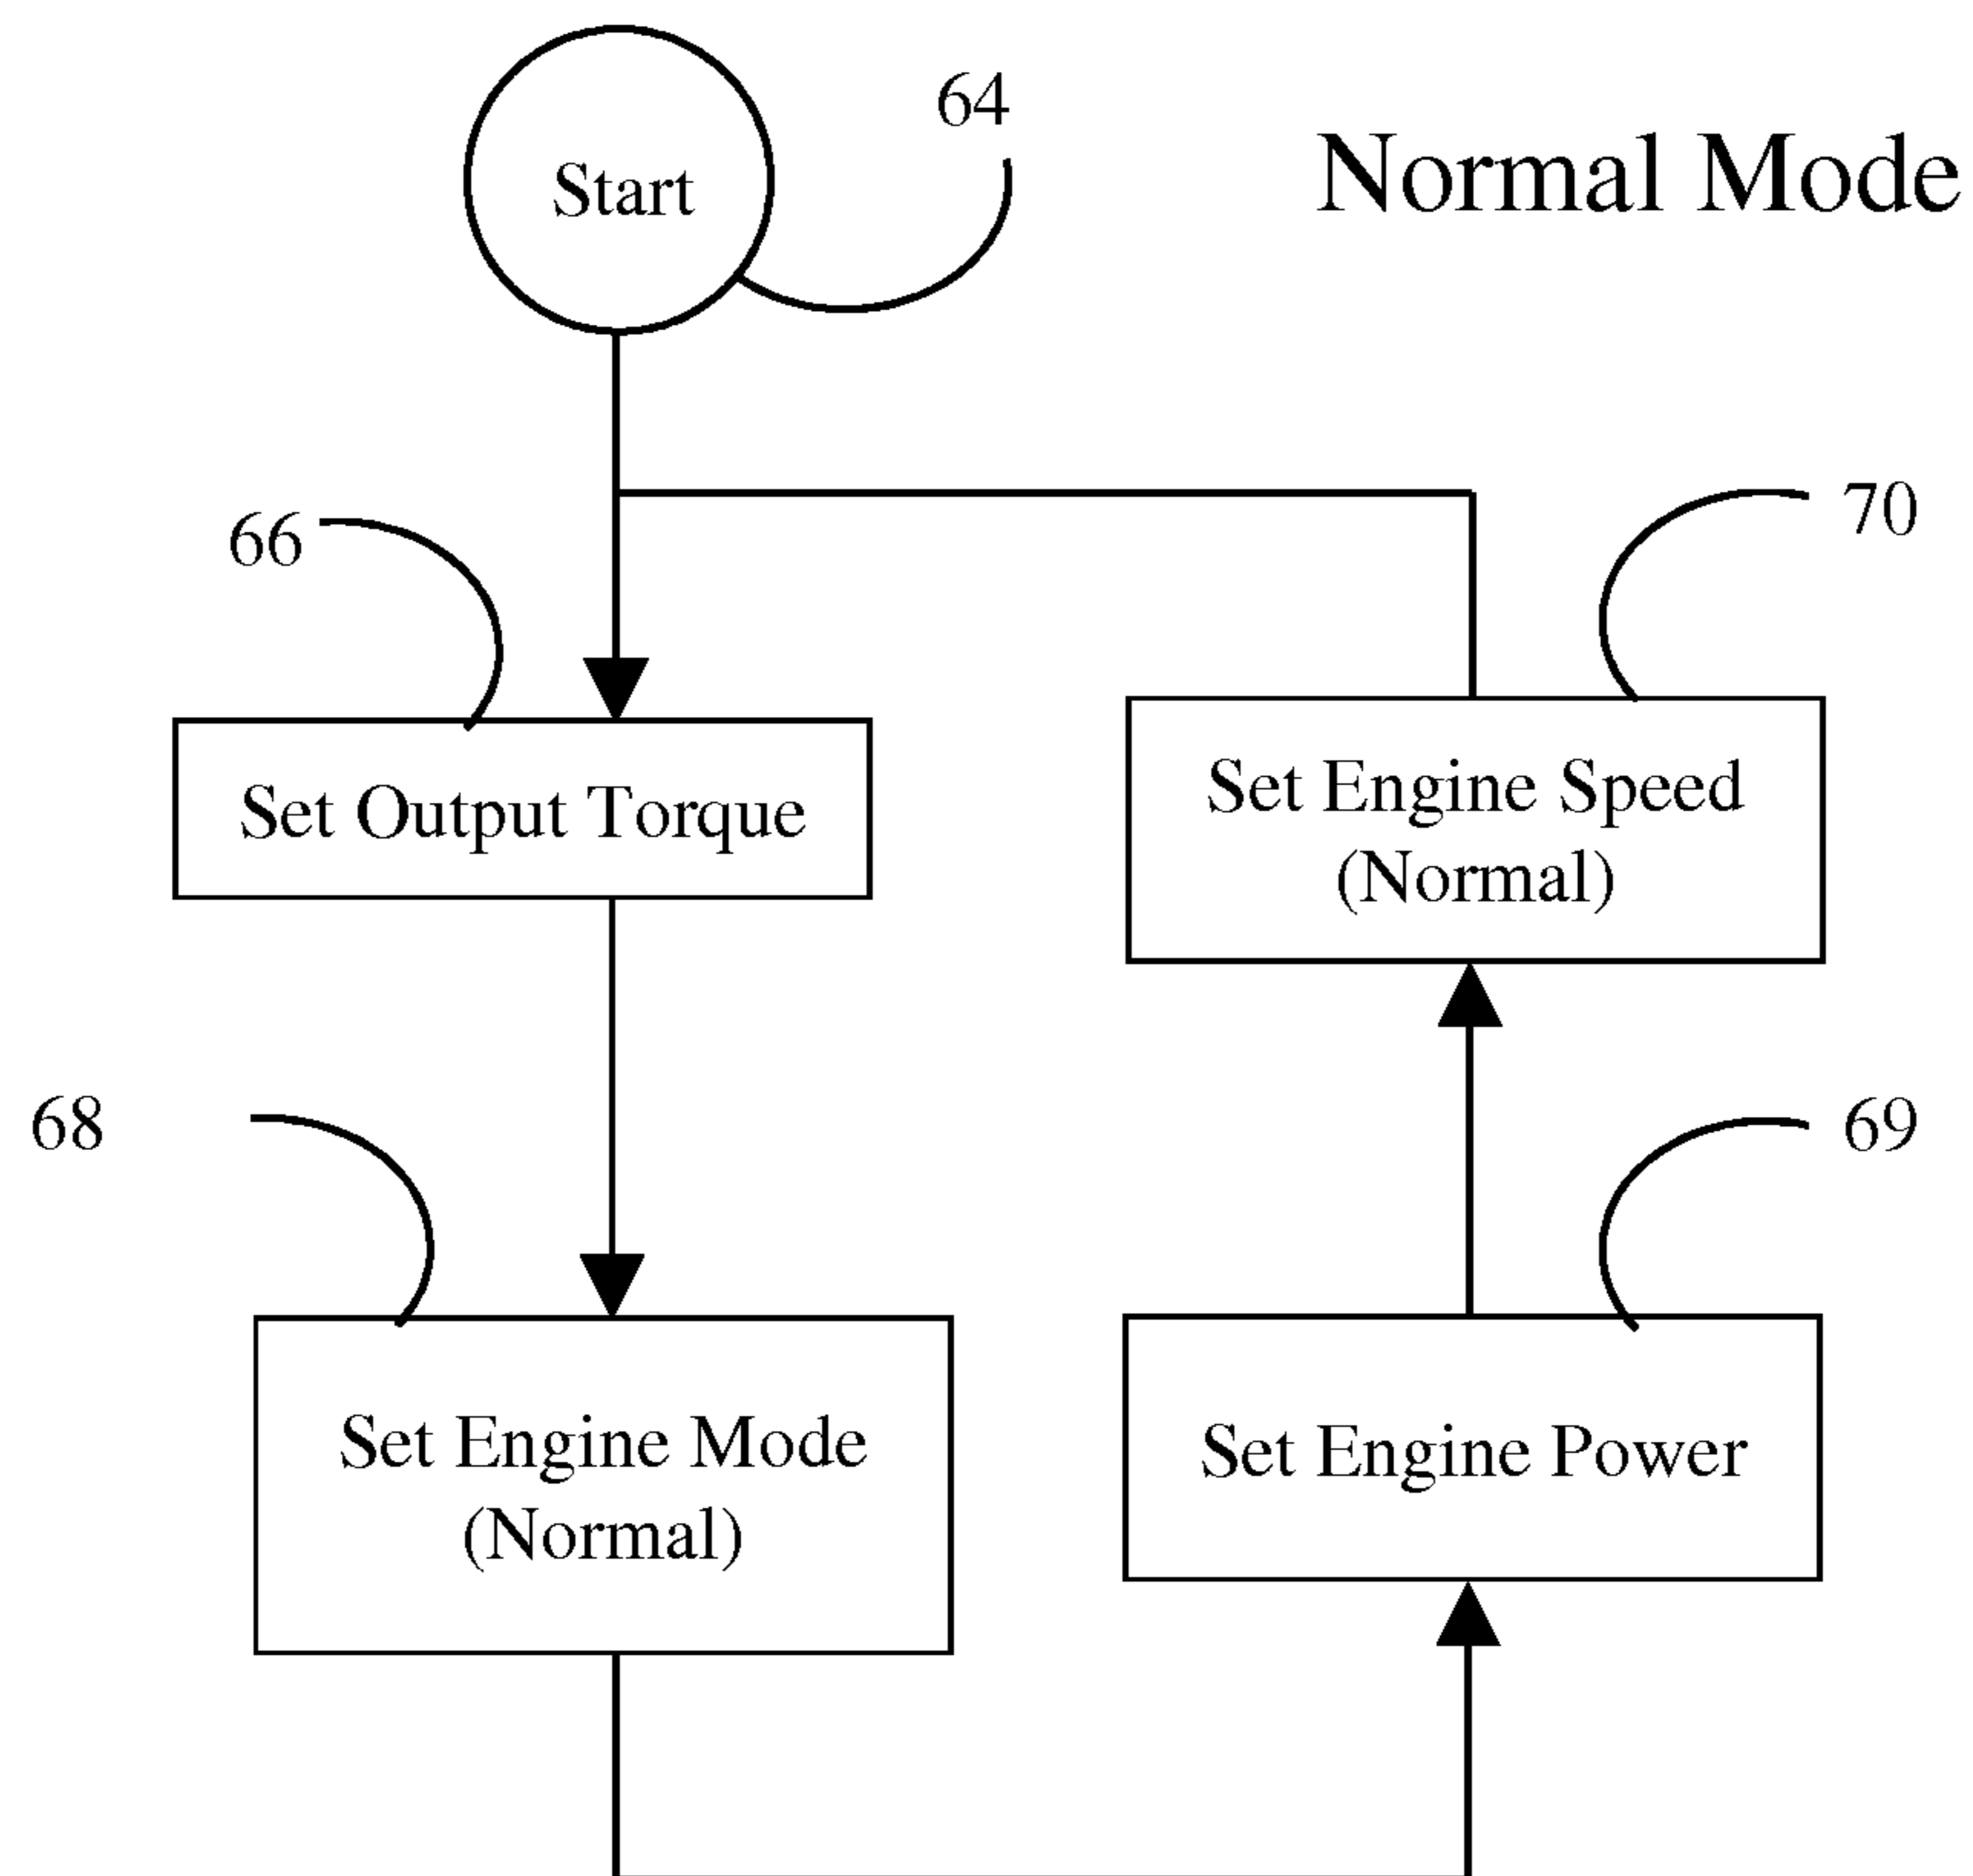 Start
64
Normal Mode
66
70
Set Output Torque
Set Engine Speed
(Normal)
68
69
Set Engine Mode
(Normal)
Set Engine Power